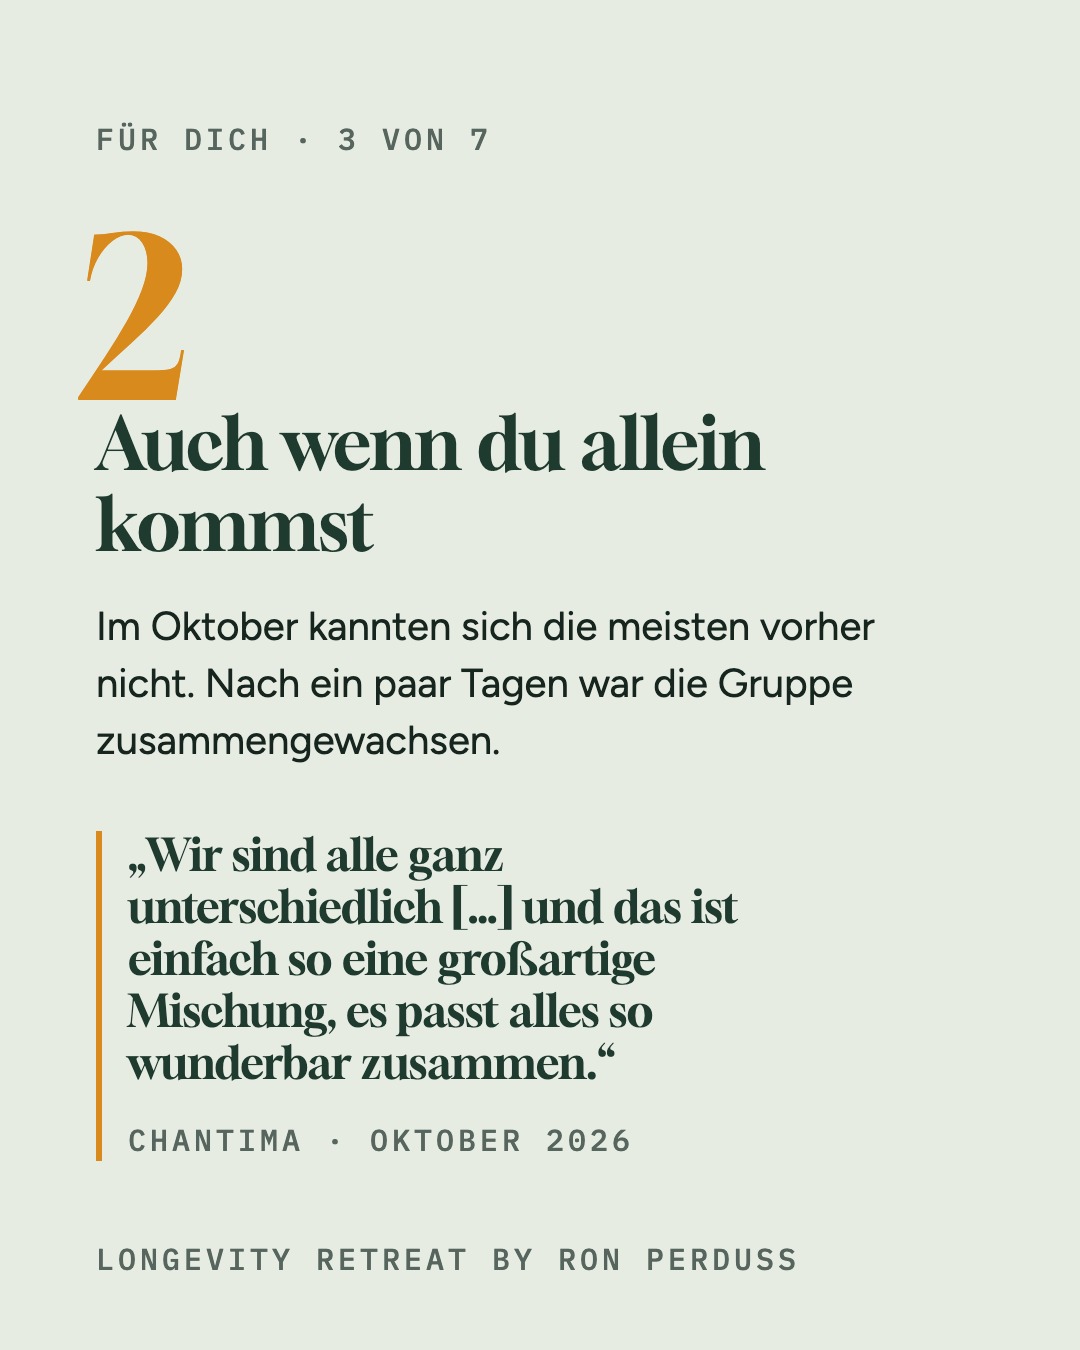 FÜR DICH · 3 VON 7
2
Auch wenn du allein
kommst
Im Oktober kannten sich die meisten vorher
nicht. Nach ein paar Tagen war die Gruppe
zusammengewachsen.
„Wir sind alle ganz
unterschiedlich [...] und das ist
einfach so eine großartige
Mischung, es passt alles so
wunderbar zusammen.“
CHANTIMA · OKTOBER 2026
LONGEVITY RETREAT BY RON PERDUSS